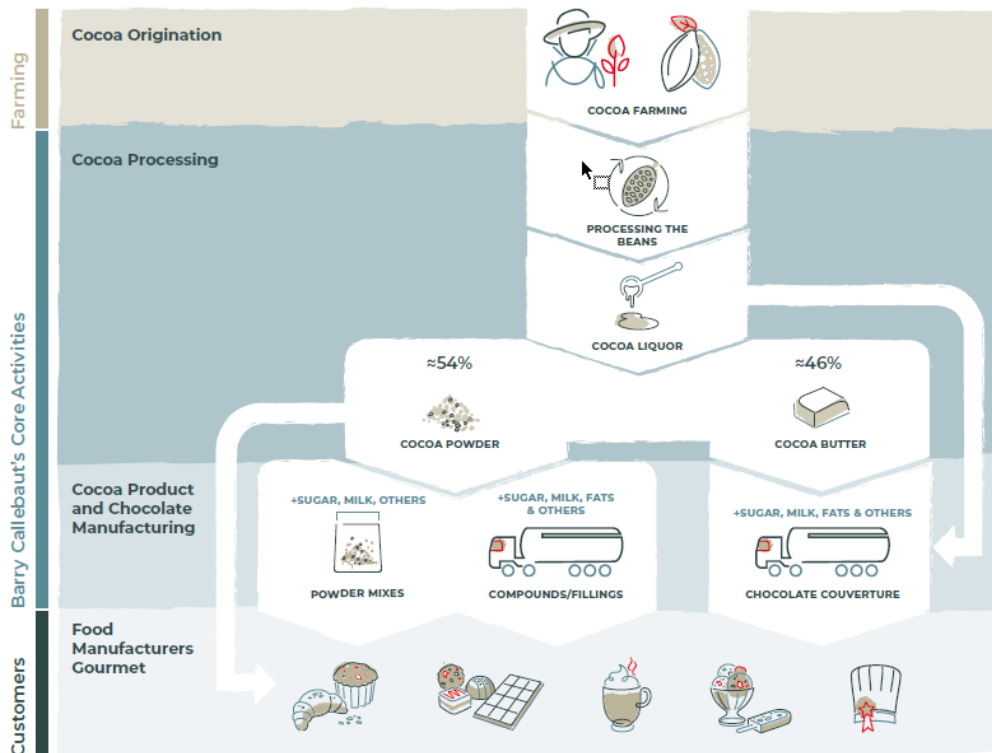 Farming
Cocoa Origination
COCOA FARMING
Barry Callebaut's Core Activities
Cocoa Processing
PROCESSING THE
BEANS
COCOA LIQUOR
≈54%
≈46%
COCOA POWDER
COCOA BUTTER
Cocoa Product
and Chocolate
Manufacturing
+SUGAR, MILK, OTHERS
+SUGAR, MILK, FATS
& OTHERS
+SUGAR, MILK, FATS & OTHERS
POWDER MIXES
COMPOUNDS/FILLINGS
CHOCOLATE COUVERTURE
Customers
Food
Manufacturers
Gourmet